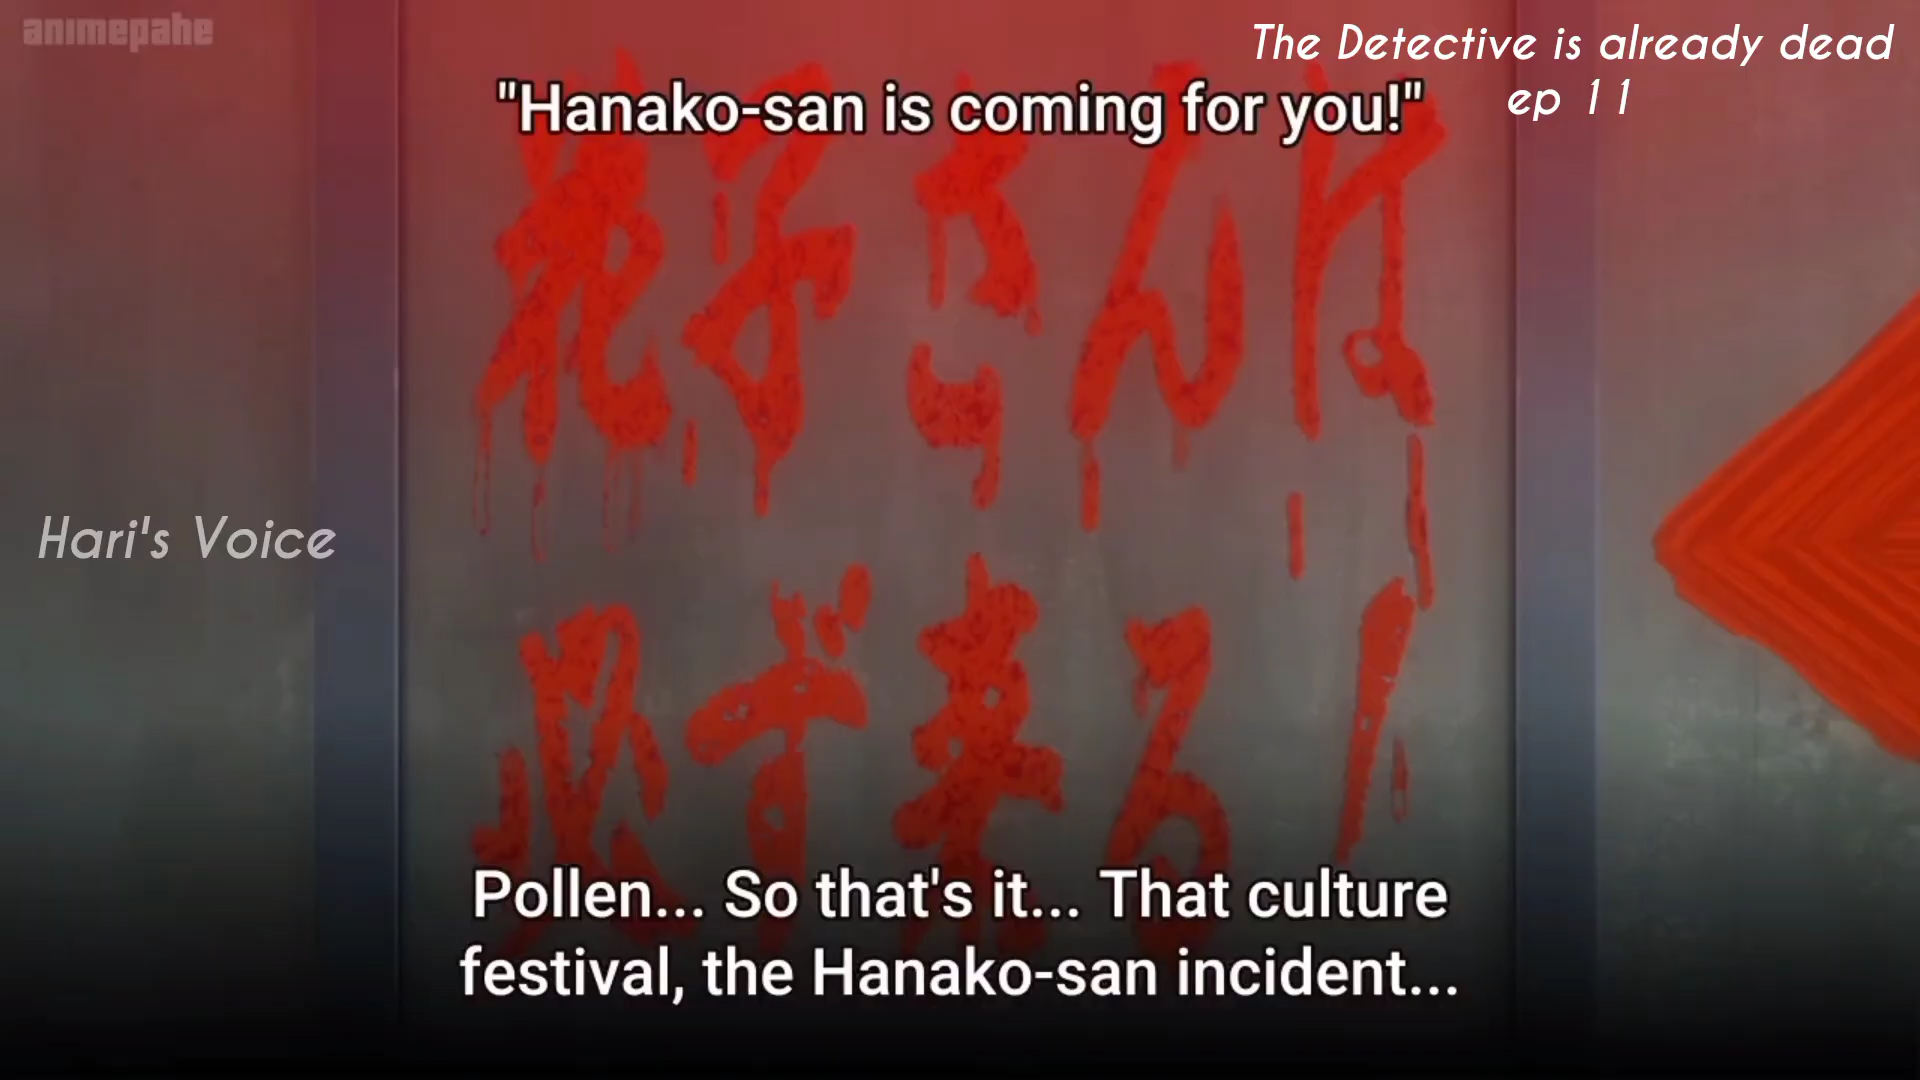 animepahe
The Detective is already dead
ep 11
"Hanako-san is coming for you!"
花子さんは
必ず来る!
Hari's Voice
Pollen... So that's it... That culture
festival, the Hanako-san incident...